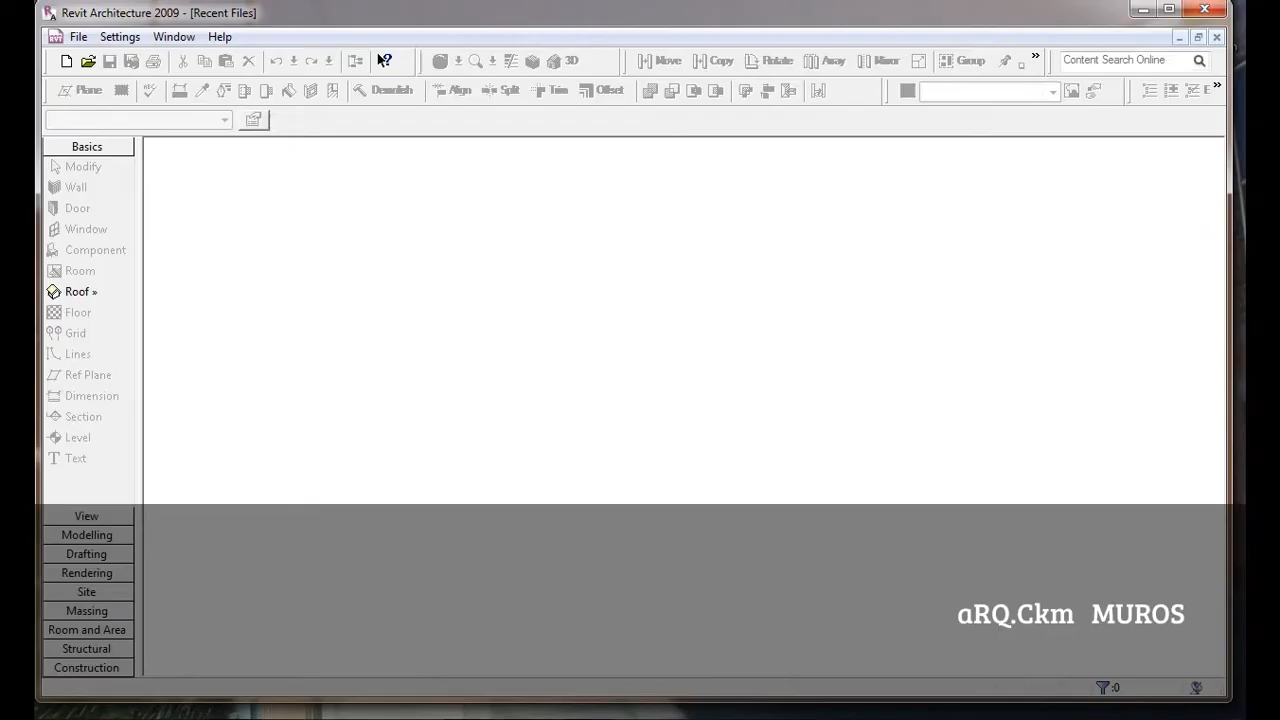 Revit Architecture 2009 - [Recent Files]
File Settings Window Help
3D Move Copy Rotate Array Mirror Group » Content Search Online
Plane Demolish Align Split Trim Offset E »
Basics
Modify
Wall
Door
Window
Component
Room
Roof »
Floor
Grid
Lines
Ref Plane
Dimension
Section
Level
Text
View
Modelling
Drafting
Rendering
Site
Massing
Room and Area
Structural
Construction
aRQ.Ckm MUROS
:0